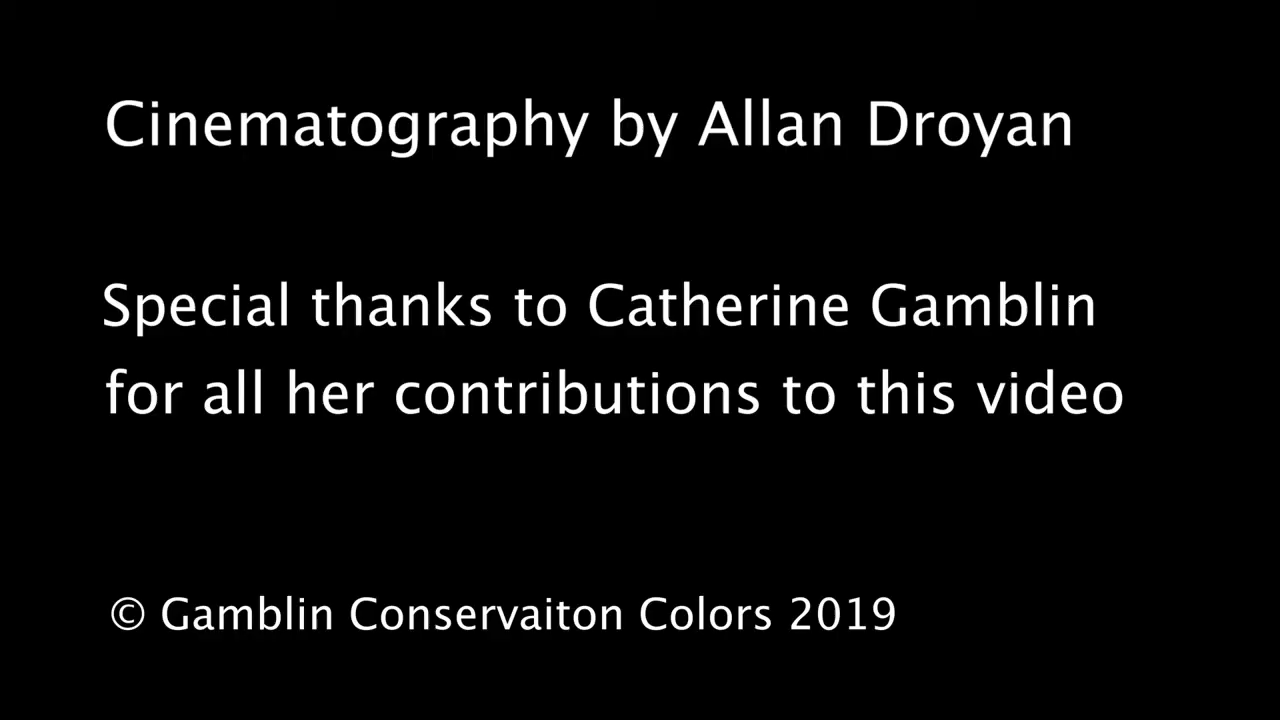 Cinematography by Allan Droyan
Special thanks to Catherine Gamblin
for all her contributions to this video
© Gamblin Conservaiton Colors 2019